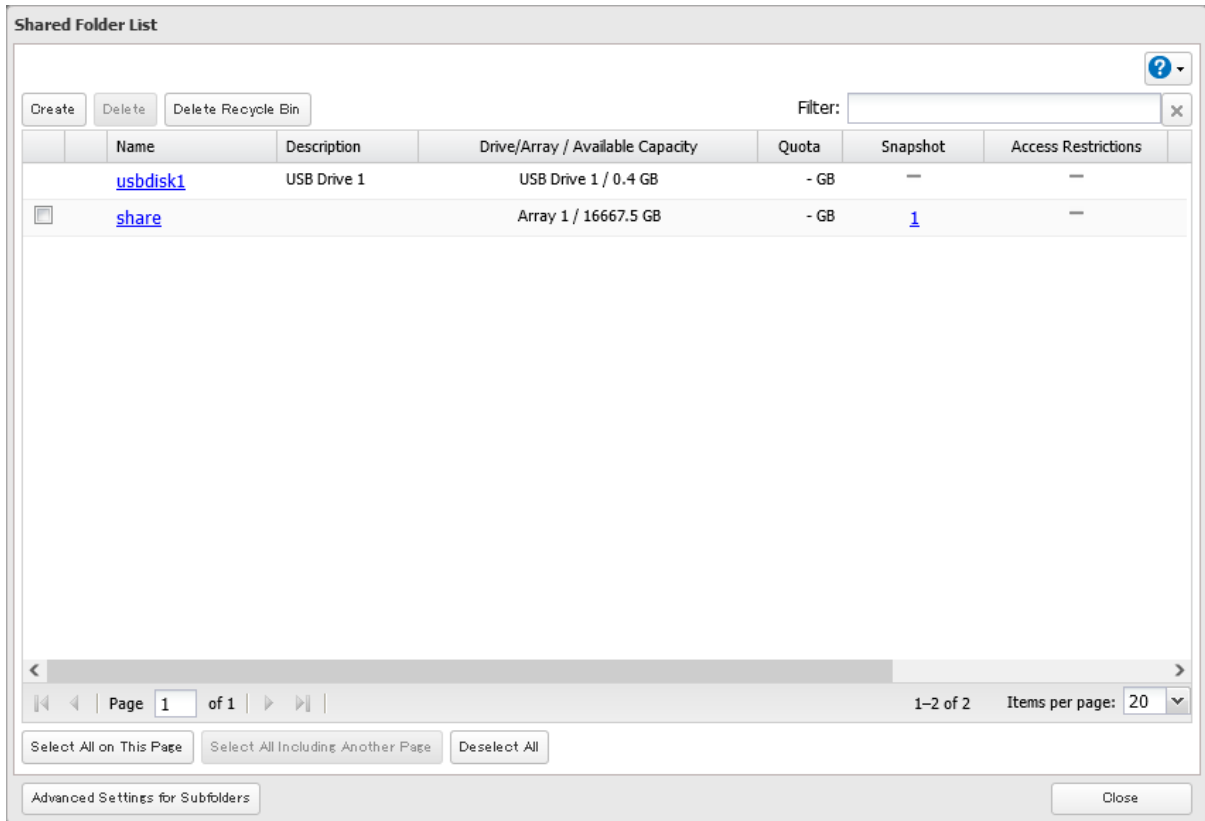 Shared Folder List
Create Delete Delete Recycle Bin Filter:
Name Description Drive/Array / Available Capacity Quota Snapshot Access Restrictions
usbdisk1 USB Drive 1 USB Drive 1 / 0.4 GB - GB — —
share Array 1 / 16667.5 GB - GB 1 —
Page 1 of 1 1–2 of 2 Items per page: 20
Select All on This Page Select All Including Another Page Deselect All
Advanced Settings for Subfolders Close